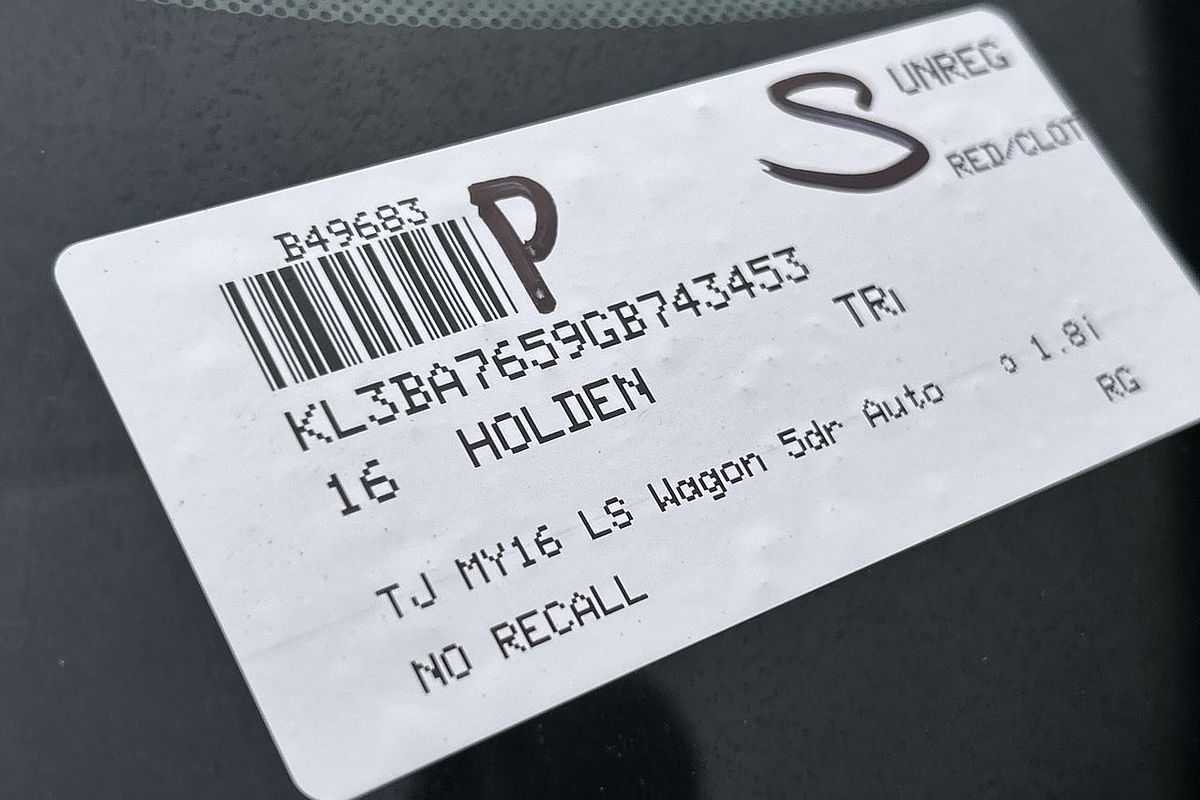 S UNREG
RED/CLOT
B49683 P
KL3BA7659GB743453
16 HOLDEN TRi
TJ MY16 LS Wagon 5dr Auto 1.8i
RG
NO RECALL